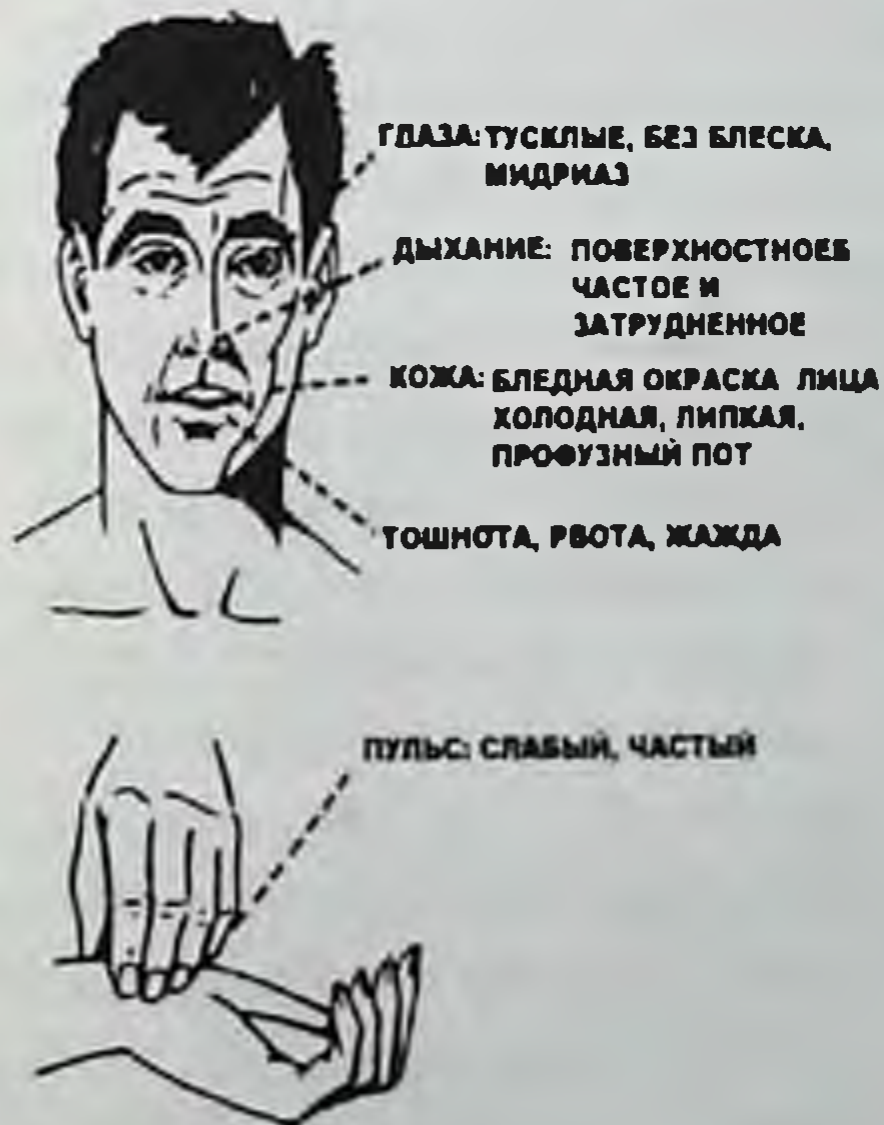 ГЛАЗА: ТУСКЛЫЕ, БЕЗ БЛЕСКА,
МИДРИАЗ
ДЫХАНИЕ: ПОВЕРХНОСТНОЕБ
ЧАСТОЕ И
ЗАТРУДНЕННОЕ
КОЖА: БЛЕДНАЯ ОКРАСКА ЛИЦА
ХОЛОДНАЯ, ЛИПКАЯ,
ПРОФУЗНЫЙ ПОТ
ТОШНОТА, РВОТА, ЖАЖДА
ПУЛЬС: СЛАБЫЙ, ЧАСТЫЙ